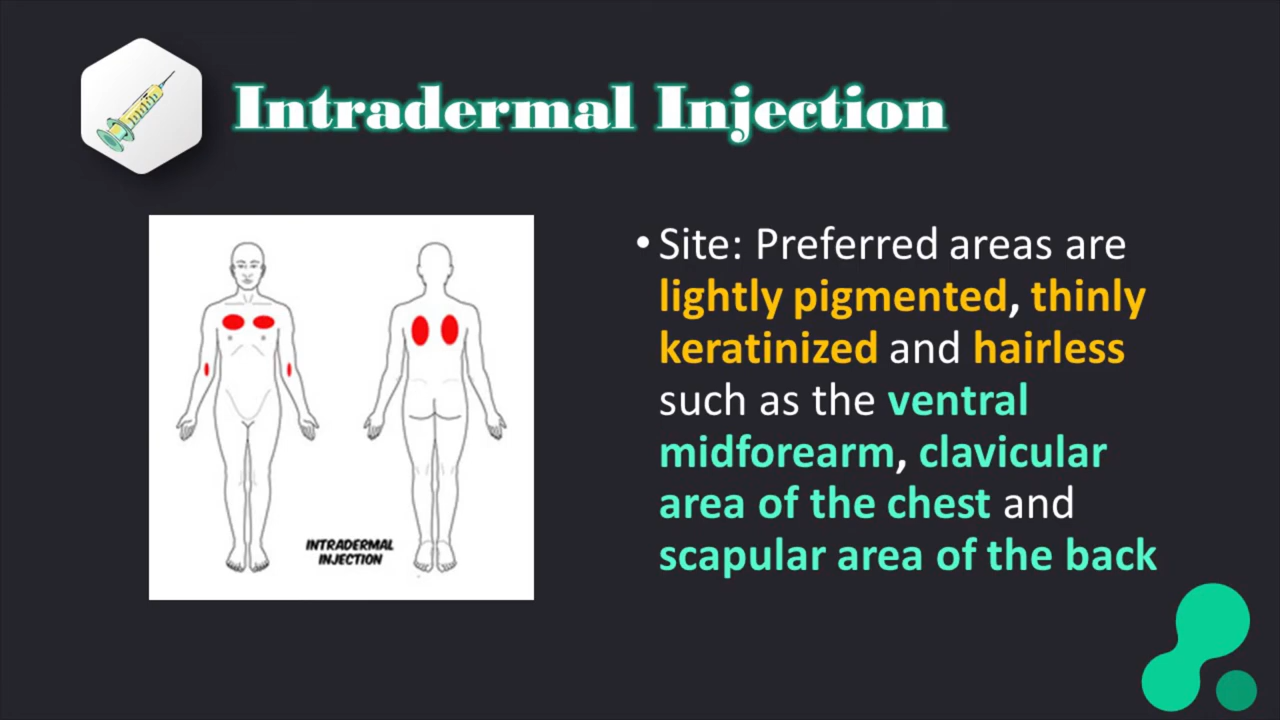 Intradermal Injection
• Site: Preferred areas are
lightly pigmented, thinly
keratinized and hairless
such as the ventral
midforearm, clavicular
area of the chest and
scapular area of the back
INTRADERMAL
INJECTION